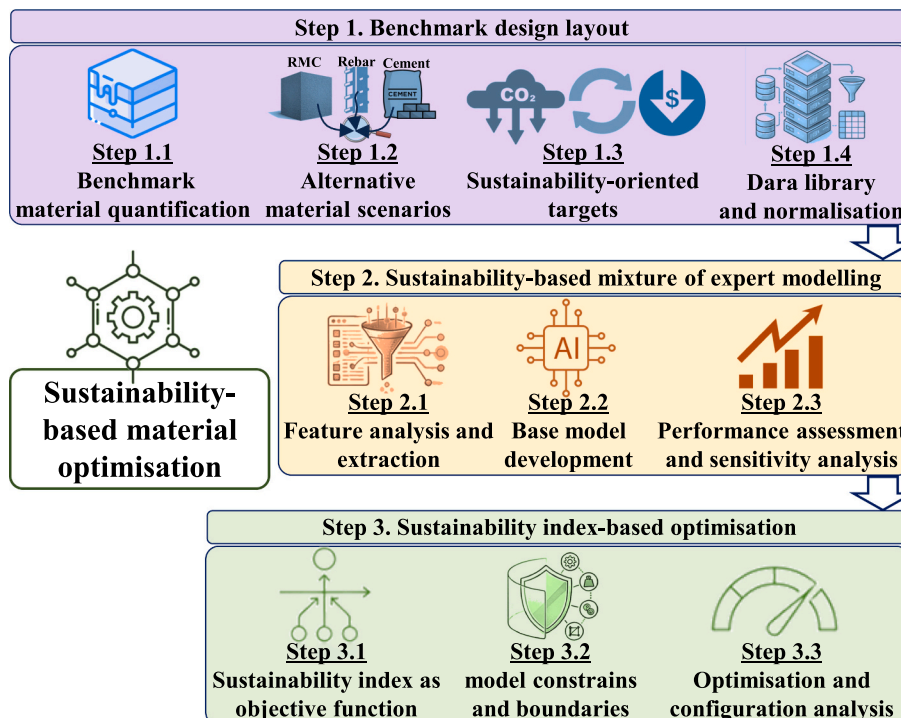 Step 1. Benchmark design layout
RMC
Rebar
Cement
CEMENT
CO₂
$
Step 1.1
Benchmark
material quantification
Step 1.2
Alternative
material scenarios
Step 1.3
Sustainability-oriented
targets
Step 1.4
Dara library
and normalisation
Step 2. Sustainability-based mixture of expert modelling
AI
Step 2.1
Feature analysis and
extraction
Step 2.2
Base model
development
Step 2.3
Performance assessment
and sensitivity analysis
Sustainability-
based material
optimisation
Step 3. Sustainability index-based optimisation
Step 3.1
Sustainability index as
objective function
Step 3.2
model constrains
and boundaries
Step 3.3
Optimisation and
configuration analysis